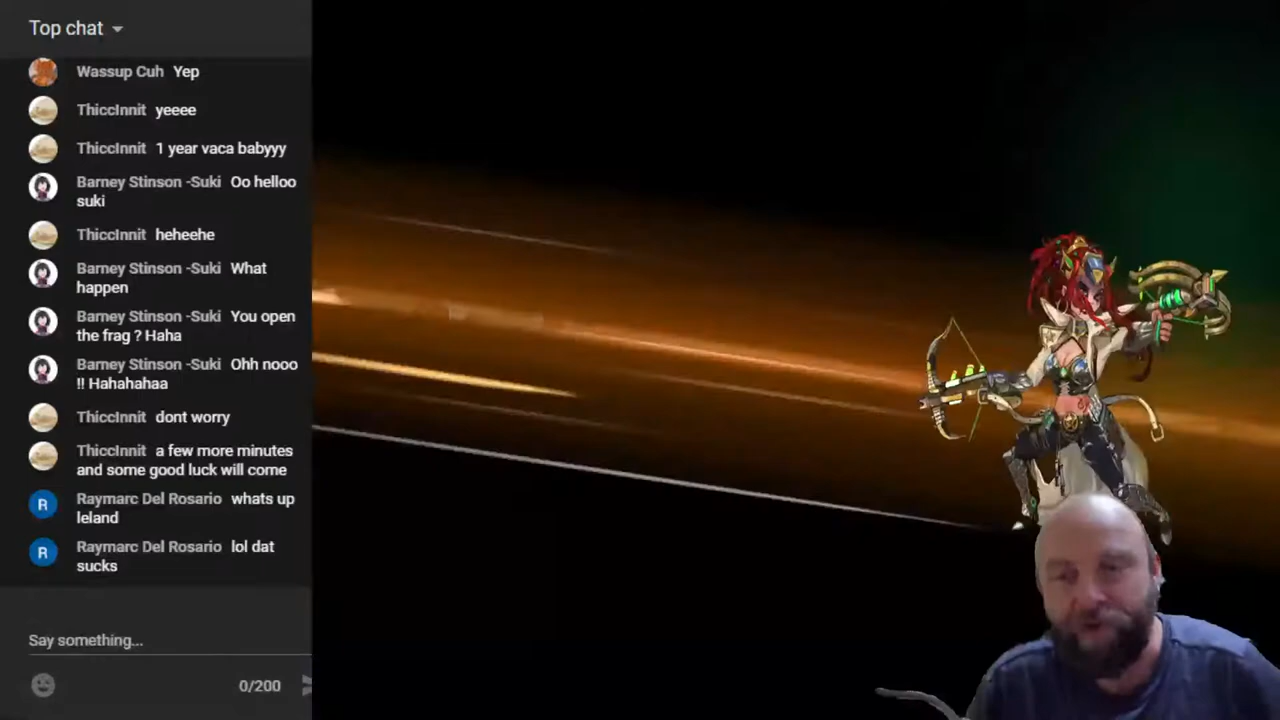 Top chat
Wassup Cuh Yep
ThiccInnit yeeee
ThiccInnit 1 year vaca babyyy
Barney Stinson -Suki Oo helloo
suki
ThiccInnit heheehe
Barney Stinson -Suki What
happen
Barney Stinson -Suki You open
the frag ? Haha
Barney Stinson -Suki Ohh nooo
!! Hahahahaa
ThiccInnit dont worry
ThiccInnit a few more minutes
and some good luck will come
R Raymarc Del Rosario whats up
leland
R Raymarc Del Rosario lol dat
sucks
Say something...
0/200